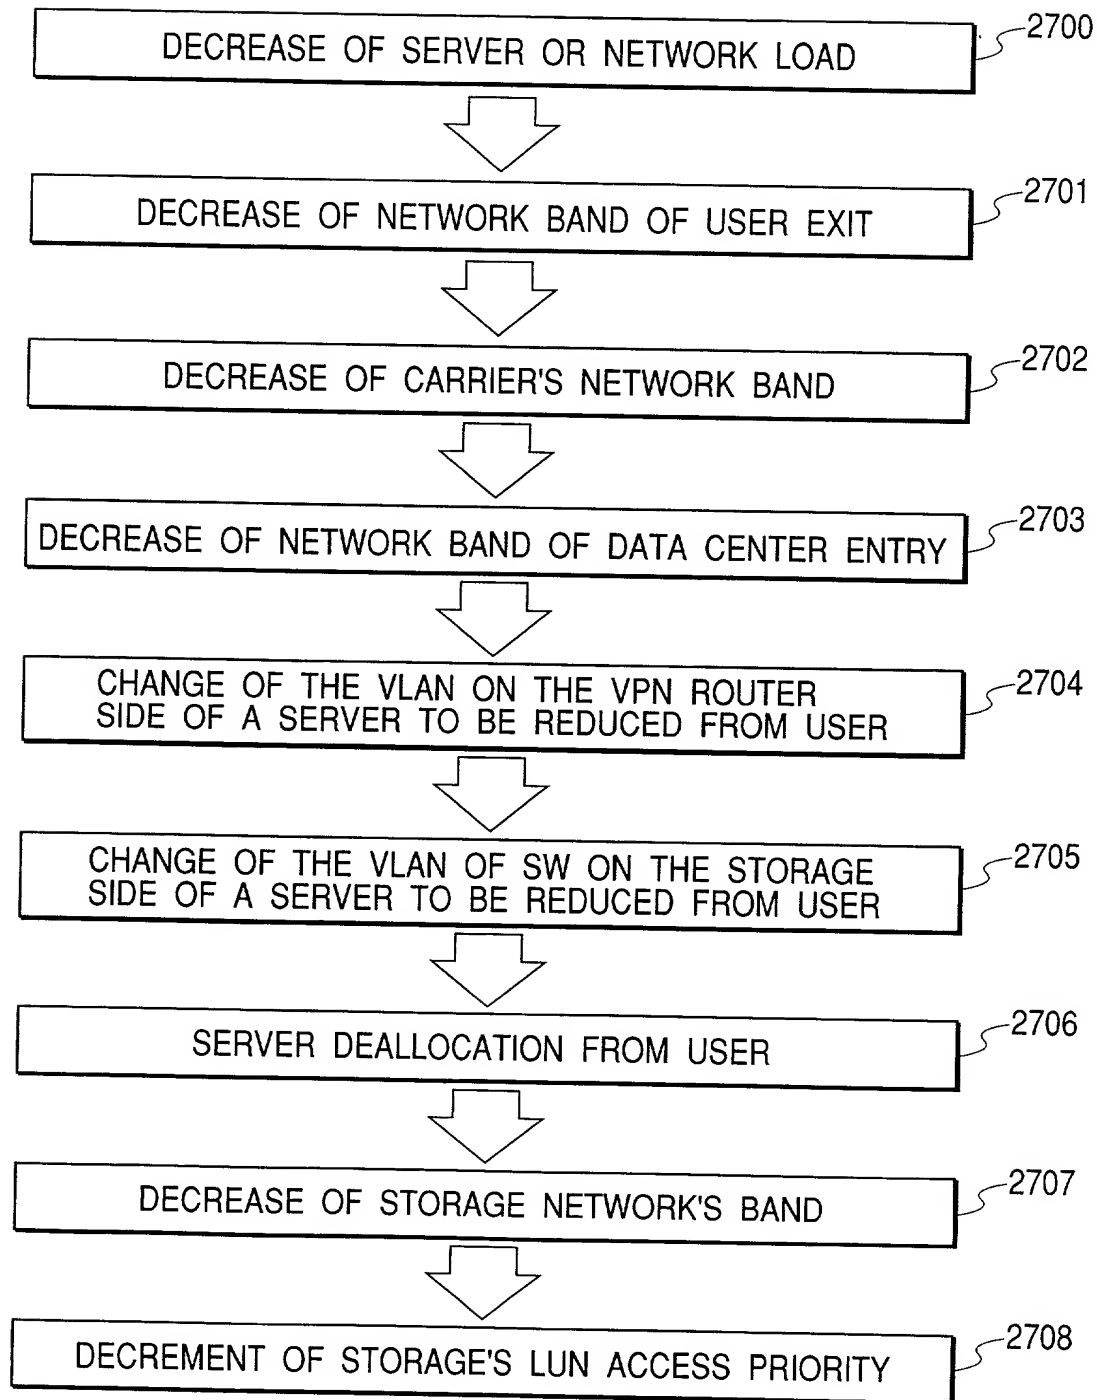 DECREASE OF SERVER OR NETWORK LOAD
2700
DECREASE OF NETWORK BAND OF USER EXIT
2701
DECREASE OF CARRIER'S NETWORK BAND
2702
DECREASE OF NETWORK BAND OF DATA CENTER ENTRY
2703
CHANGE OF THE VLAN ON THE VPN ROUTER
SIDE OF A SERVER TO BE REDUCED FROM USER
2704
CHANGE OF THE VLAN OF SW ON THE STORAGE
SIDE OF A SERVER TO BE REDUCED FROM USER
2705
SERVER DEALLOCATION FROM USER
2706
DECREASE OF STORAGE NETWORK'S BAND
2707
DECREMENT OF STORAGE'S LUN ACCESS PRIORITY
2708